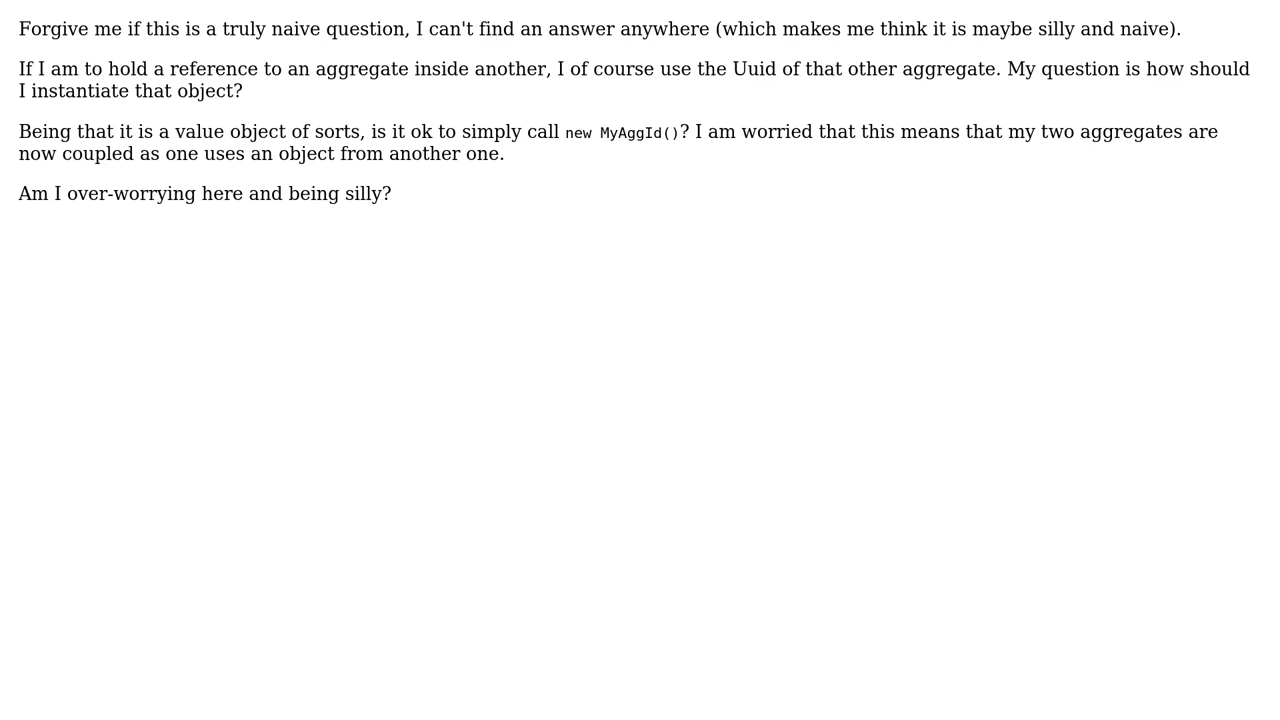 Forgive me if this is a truly naive question, I can't find an answer anywhere (which makes me think it is maybe silly and naive).
If I am to hold a reference to an aggregate inside another, I of course use the Uuid of that other aggregate. My question is how should
I instantiate that object?
Being that it is a value object of sorts, is it ok to simply call new MyAggId()? I am worried that this means that my two aggregates are
now coupled as one uses an object from another one.
Am I over-worrying here and being silly?